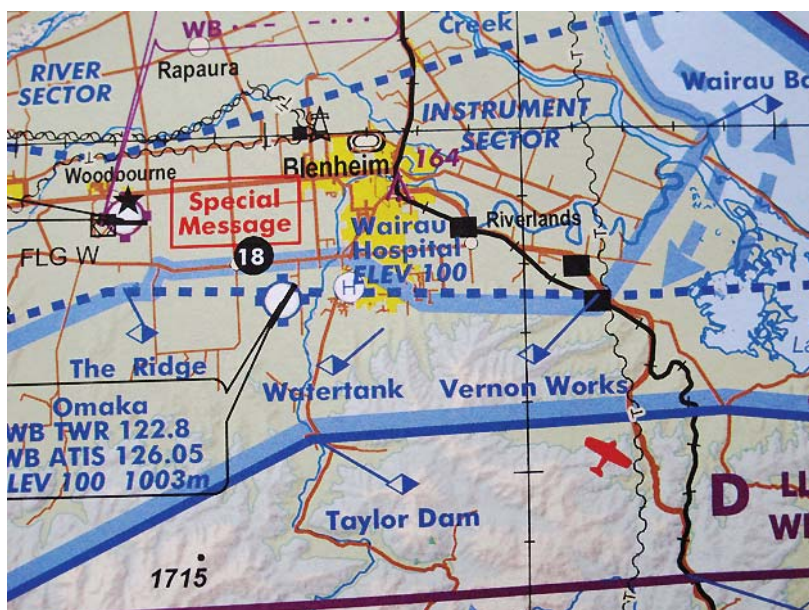 WB
Creek
RIVER
SECTOR
Rapaura
Wairau
INSTRUMENT
SECTOR
Woodbourne
Blenheim
164
Special
Message
FLG W
18
Wairau
Hospital
ELEV 100
Riverlands
H
The Ridge
Watertank
Vernon Works
Omaka
WB TWR 122.8
WB ATIS 126.05
ELEV 100 1003m
Taylor Dam
D
1715
T
T
T
T